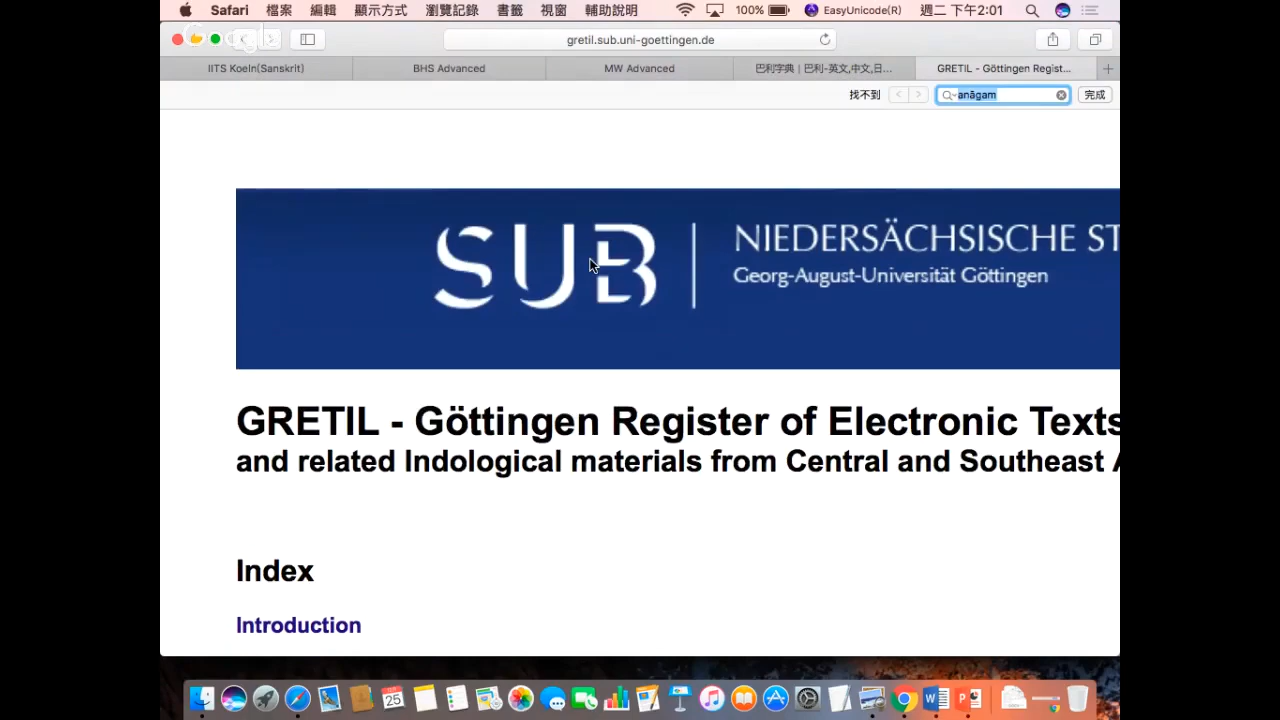 Safari 檔案 編輯 顯示方式 瀏覽記錄 書籤 視窗 輔助說明 100% EasyUnicode(R) 週二 下午2:01
gretil.sub.uni-goettingen.de
IITS Koeln(Sanskrit) BHS Advanced MW Advanced 巴利字典 | 巴利-英文,中文,日... GRETIL - Göttingen Regist...
找不到 anāgam 完成
SUB NIEDERSÄCHSISCHE ST
Georg-August-Universität Göttingen
GRETIL - Göttingen Register of Electronic Texts
and related Indological materials from Central and Southeast A
Index
Introduction
25